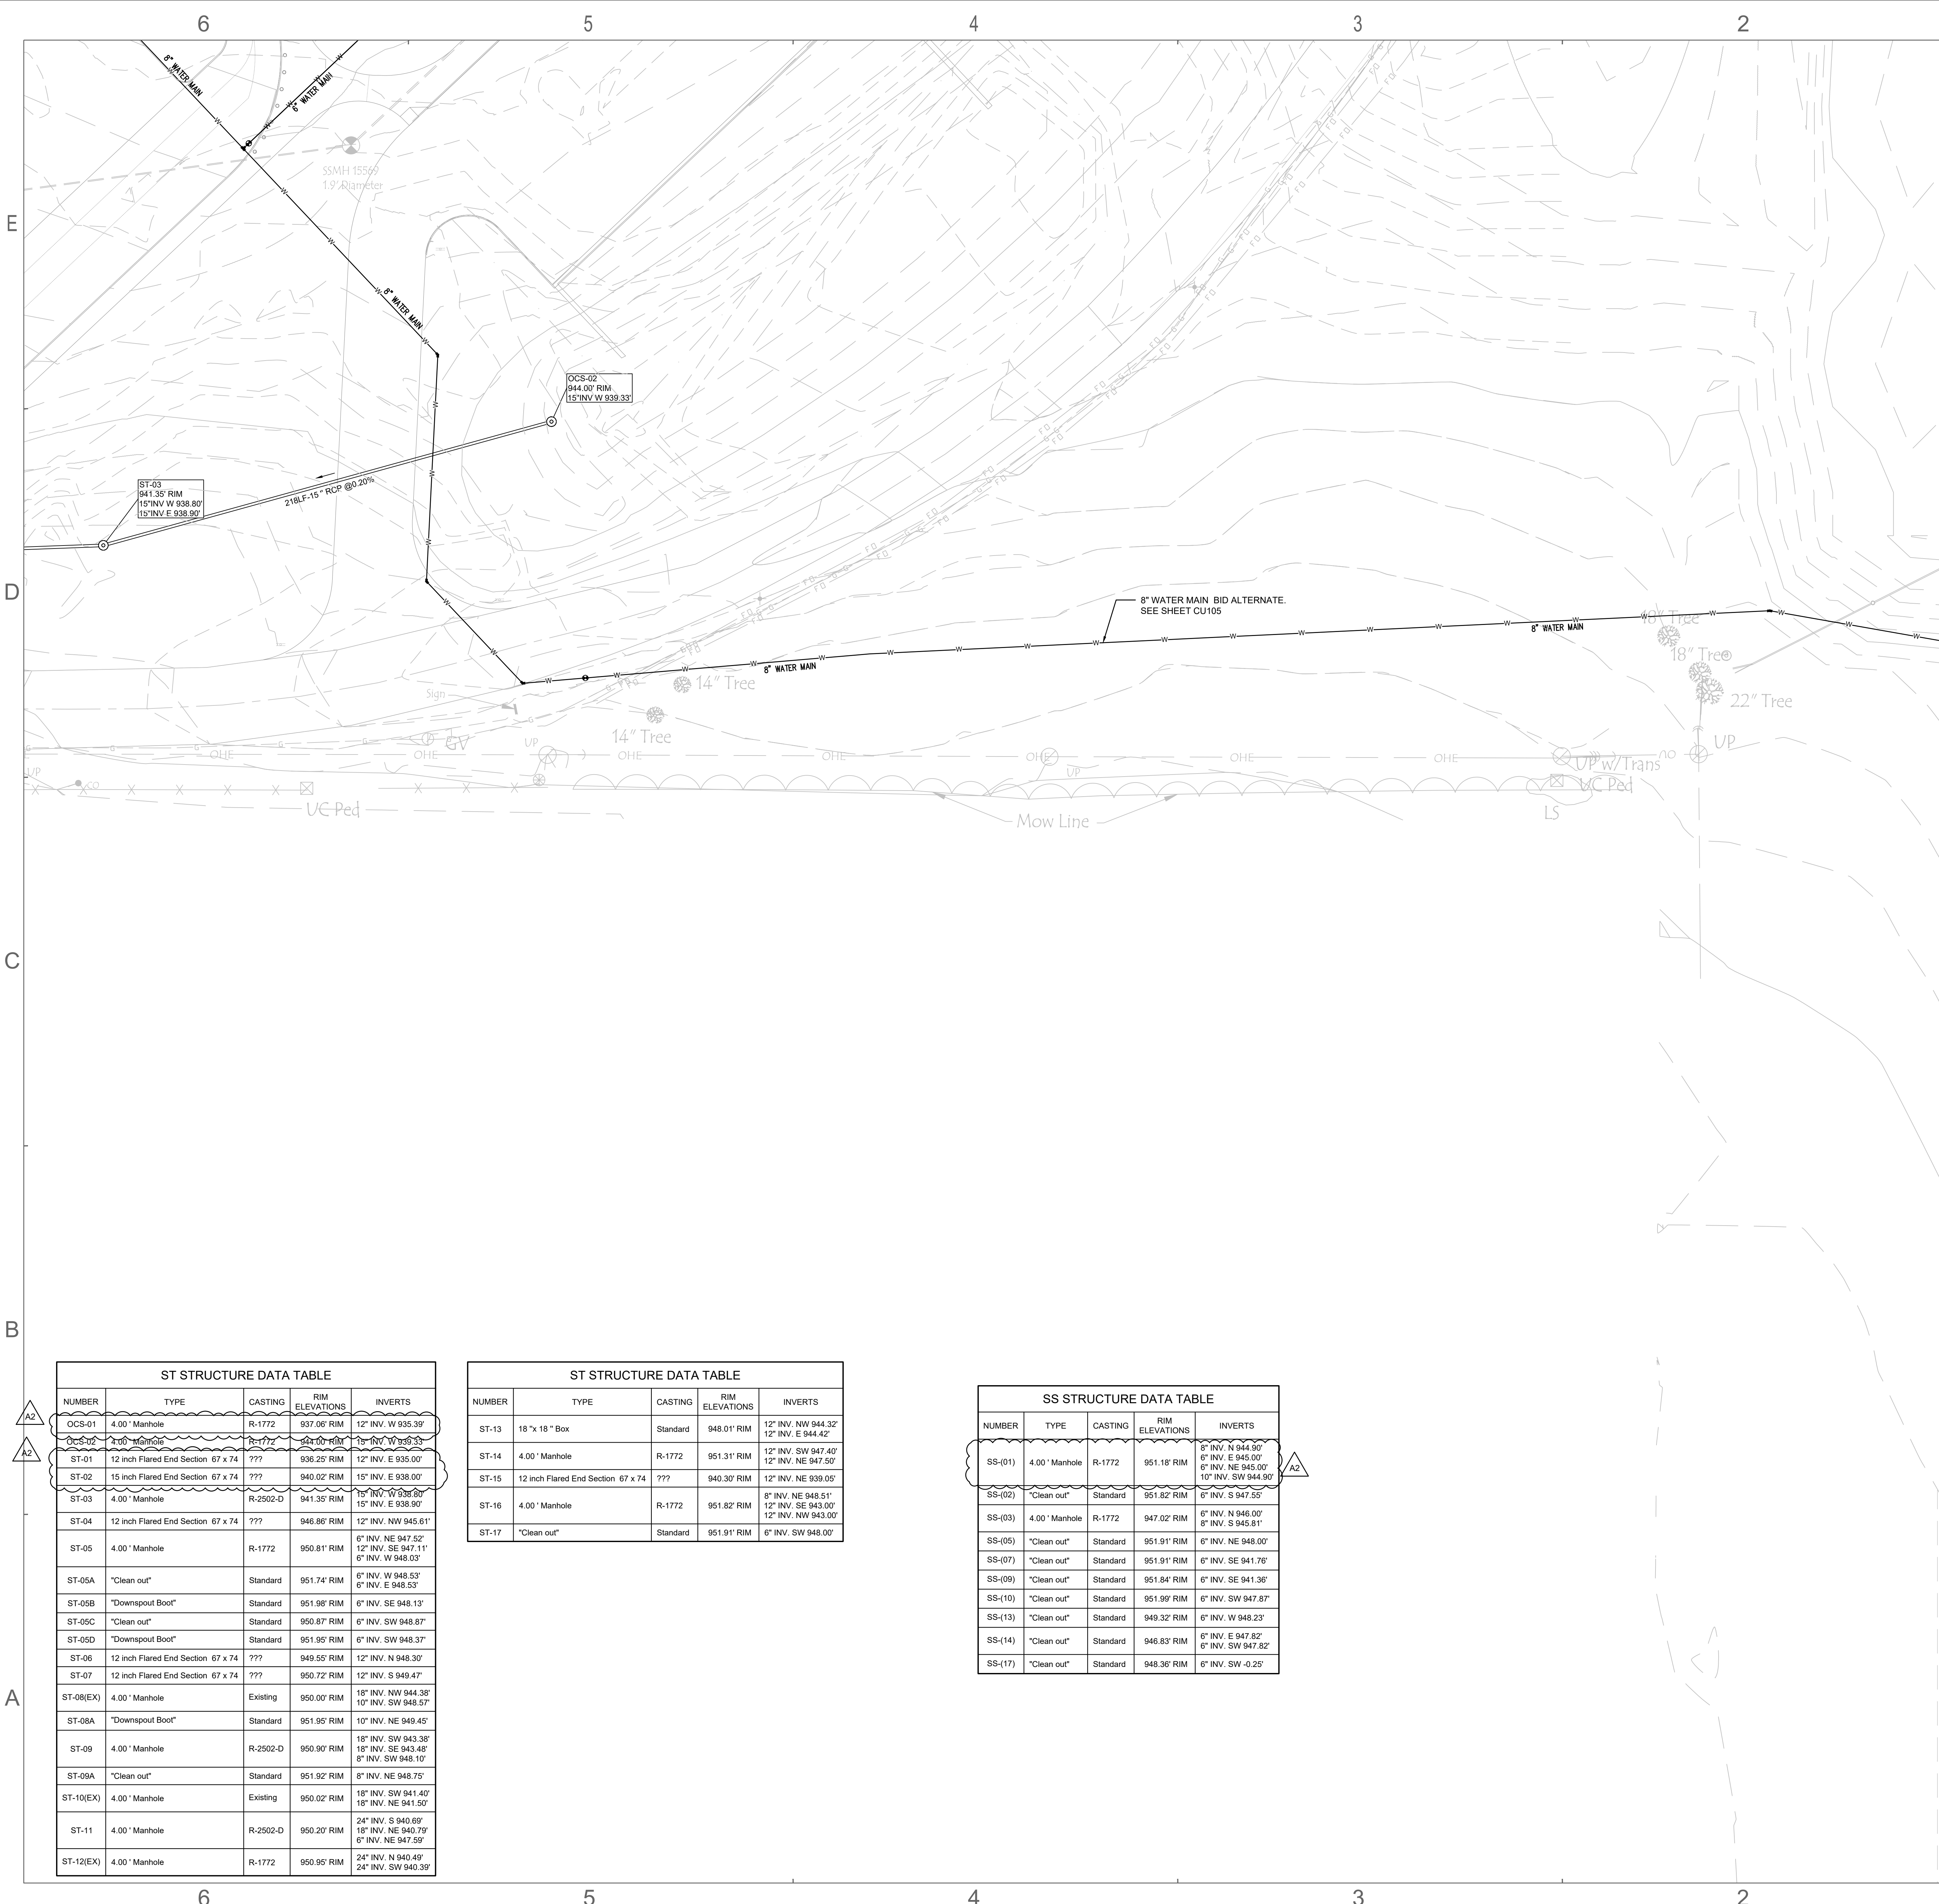 6 5 4 3 2
8" WATER MAIN
6" WATER MAIN
SSMH 15569
1.9' Diameter
E
8" WATER MAIN
OCS-02
944.00' RIM
15"INV W 939.33'
ST-03
941.35' RIM
15"INV W 938.80'
15"INV E 938.90'
218LF-15 " RCP @0.20%
D
8" WATER MAIN BID ALTERNATE.
SEE SHEET CU105
8" WATER MAIN
18" Tree
18" Tree
22" Tree
8" WATER MAIN
14" Tree
Sign
14" Tree
GV
UP
OHE OHE OHE OHE OHE OHE OHE
UP
UP w/Trans
UP
UP
CO
UC Ped
UC Ped
LS
Mow Line
C
B
ST STRUCTURE DATA TABLE
NUMBER TYPE CASTING RIM ELEVATIONS INVERTS
A2
OCS-01 4.00 ' Manhole R-1772 937.06' RIM 12" INV. W 935.39'
OCS-02 4.00 ' Manhole R-1772 944.00' RIM 15" INV. W 939.33'
A2
ST-01 12 inch Flared End Section 67 x 74 ??? 936.25' RIM 12" INV. E 935.00'
ST-02 15 inch Flared End Section 67 x 74 ??? 940.02' RIM 15" INV. E 938.00'
ST-03 4.00 ' Manhole R-2502-D 941.35' RIM 15" INV. W 938.80'
15" INV. E 938.90'
ST-04 12 inch Flared End Section 67 x 74 ??? 946.86' RIM 12" INV. NW 945.61'
ST-05 4.00 ' Manhole R-1772 950.81' RIM 6" INV. NE 947.52'
12" INV. SE 947.11'
6" INV. W 948.03'
ST-05A "Clean out" Standard 951.74' RIM 6" INV. W 948.53'
6" INV. E 948.53'
ST-05B "Downspout Boot" Standard 951.98' RIM 6" INV. SE 948.13'
ST-05C "Clean out" Standard 950.87' RIM 6" INV. SW 948.87'
ST-05D "Downspout Boot" Standard 951.95' RIM 6" INV. SW 948.37'
ST-06 12 inch Flared End Section 67 x 74 ??? 949.55' RIM 12" INV. N 948.30'
ST-07 12 inch Flared End Section 67 x 74 ??? 950.72' RIM 12" INV. S 949.47'
ST-08(EX) 4.00 ' Manhole Existing 950.00' RIM 18" INV. NW 944.38'
10" INV. SW 948.57'
ST-08A "Downspout Boot" Standard 951.95' RIM 10" INV. NE 949.45'
ST-09 4.00 ' Manhole R-2502-D 950.90' RIM 18" INV. SW 943.38'
18" INV. SE 943.48'
8" INV. SW 948.10'
ST-09A "Clean out" Standard 951.92' RIM 8" INV. NE 948.75'
ST-10(EX) 4.00 ' Manhole Existing 950.02' RIM 18" INV. SW 941.40'
18" INV. NE 941.50'
ST-11 4.00 ' Manhole R-2502-D 950.20' RIM 24" INV. S 940.69'
18" INV. NE 940.79'
6" INV. NE 947.59'
ST-12(EX) 4.00 ' Manhole R-1772 950.95' RIM 24" INV. N 940.49'
24" INV. SW 940.39'
ST STRUCTURE DATA TABLE
NUMBER TYPE CASTING RIM ELEVATIONS INVERTS
ST-13 18 "x 18 " Box Standard 948.01' RIM 12" INV. NW 944.32'
12" INV. E 944.42'
ST-14 4.00 ' Manhole R-1772 951.31' RIM 12" INV. SW 947.40'
12" INV. NE 947.50'
ST-15 12 inch Flared End Section 67 x 74 ??? 940.30' RIM 12" INV. NE 939.05'
ST-16 4.00 ' Manhole R-1772 951.82' RIM 8" INV. NE 948.51'
12" INV. SE 943.00'
12" INV. NW 943.00'
ST-17 "Clean out" Standard 951.91' RIM 6" INV. SW 948.00'
SS STRUCTURE DATA TABLE
NUMBER TYPE CASTING RIM ELEVATIONS INVERTS
SS-(01) 4.00 ' Manhole R-1772 951.18' RIM 8" INV. N 944.90'
6" INV. E 945.00'
6" INV. NE 945.00'
10" INV. SW 944.90'
A2
SS-(02) "Clean out" Standard 951.82' RIM 6" INV. S 947.55'
SS-(03) 4.00 ' Manhole R-1772 947.02' RIM 6" INV. N 946.00'
8" INV. S 945.81'
SS-(05) "Clean out" Standard 951.91' RIM 6" INV. NE 948.00'
SS-(07) "Clean out" Standard 951.91' RIM 6" INV. SE 941.76'
SS-(09) "Clean out" Standard 951.84' RIM 6" INV. SE 941.36'
SS-(10) "Clean out" Standard 951.99' RIM 6" INV. SW 947.87'
SS-(13) "Clean out" Standard 949.32' RIM 6" INV. W 948.23'
SS-(14) "Clean out" Standard 946.83' RIM 6" INV. E 947.82'
6" INV. SW 947.82'
SS-(17) "Clean out" Standard 948.36' RIM 6" INV. SW -0.25'
A
6 5 4 3 2